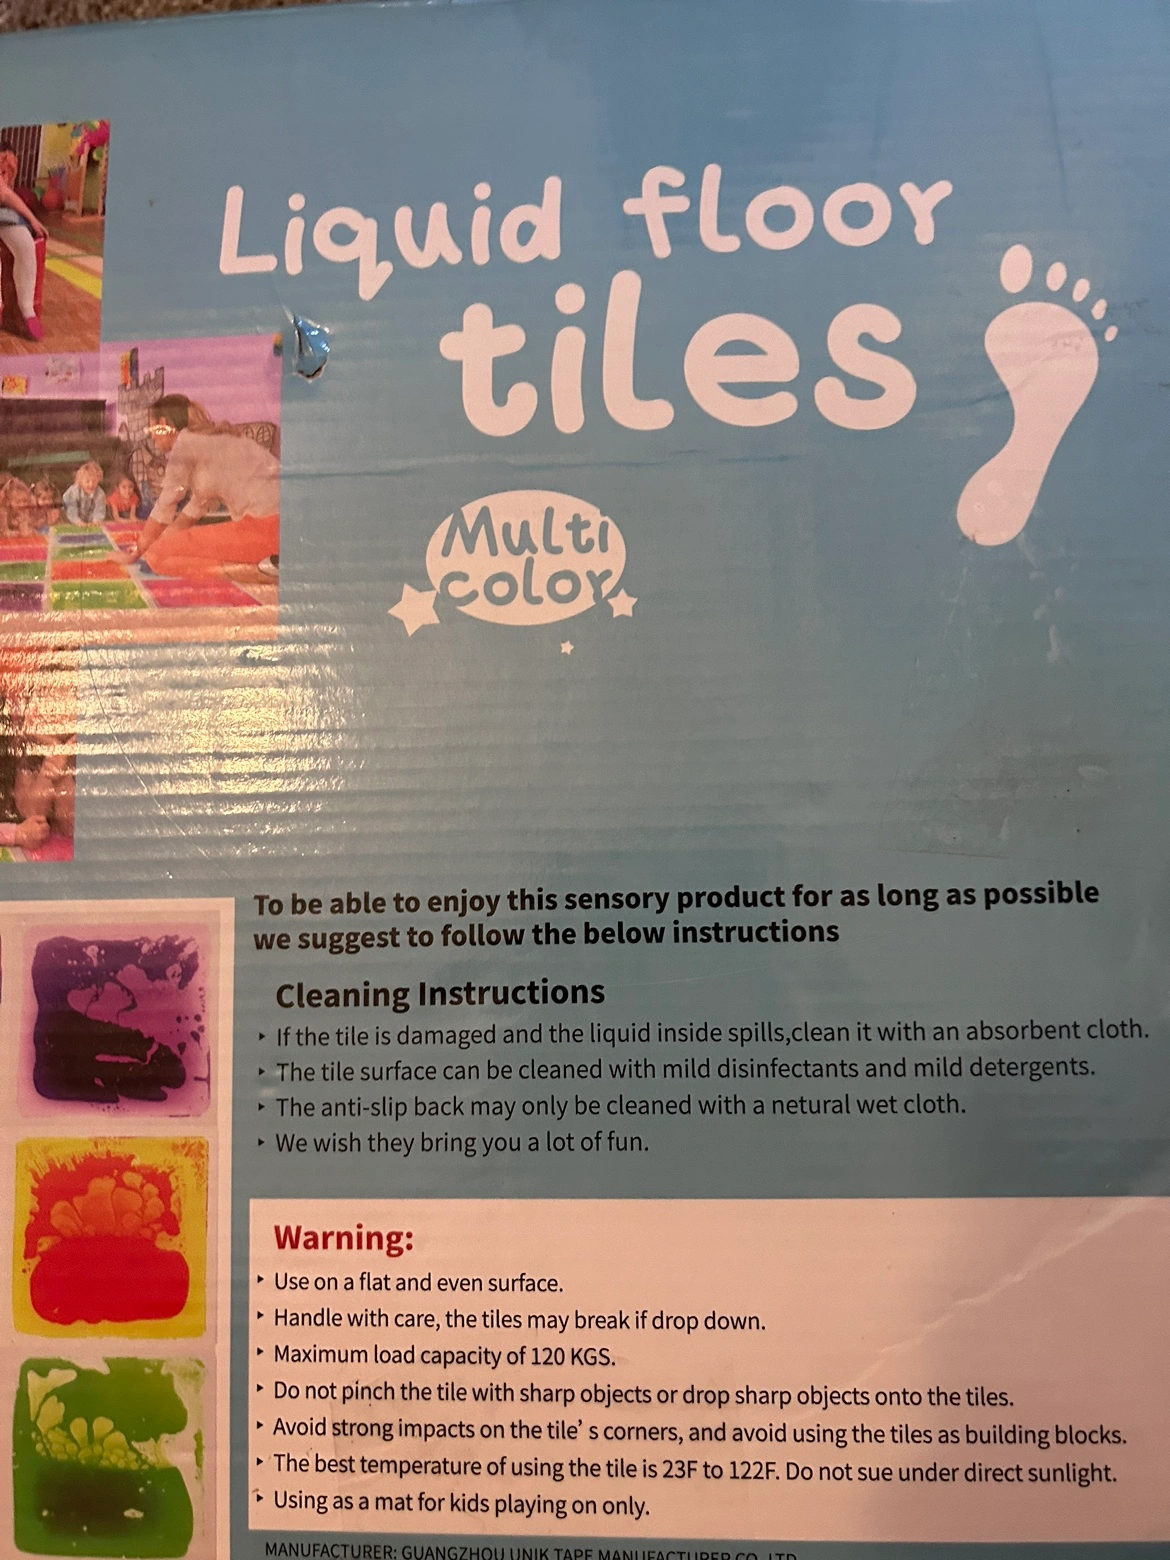 Liquid floor
tiles
Multi
color
To be able to enjoy this sensory product for as long as possible
we suggest to follow the below instructions
Cleaning Instructions
‣ If the tile is damaged and the liquid inside spills,clean it with an absorbent cloth.
‣ The tile surface can be cleaned with mild disinfectants and mild detergents.
‣ The anti-slip back may only be cleaned with a netural wet cloth.
‣ We wish they bring you a lot of fun.
Warning:
‣ Use on a flat and even surface.
‣ Handle with care, the tiles may break if drop down.
‣ Maximum load capacity of 120 KGS.
‣ Do not pinch the tile with sharp objects or drop sharp objects onto the tiles.
‣ Avoid strong impacts on the tile’ s corners, and avoid using the tiles as building blocks.
‣ The best temperature of using the tile is 23F to 122F. Do not sue under direct sunlight.
‣ Using as a mat for kids playing on only.
MANUFACTURER: GUANGZHOU UNIK TAPE MANUFACTURER CO. LTD